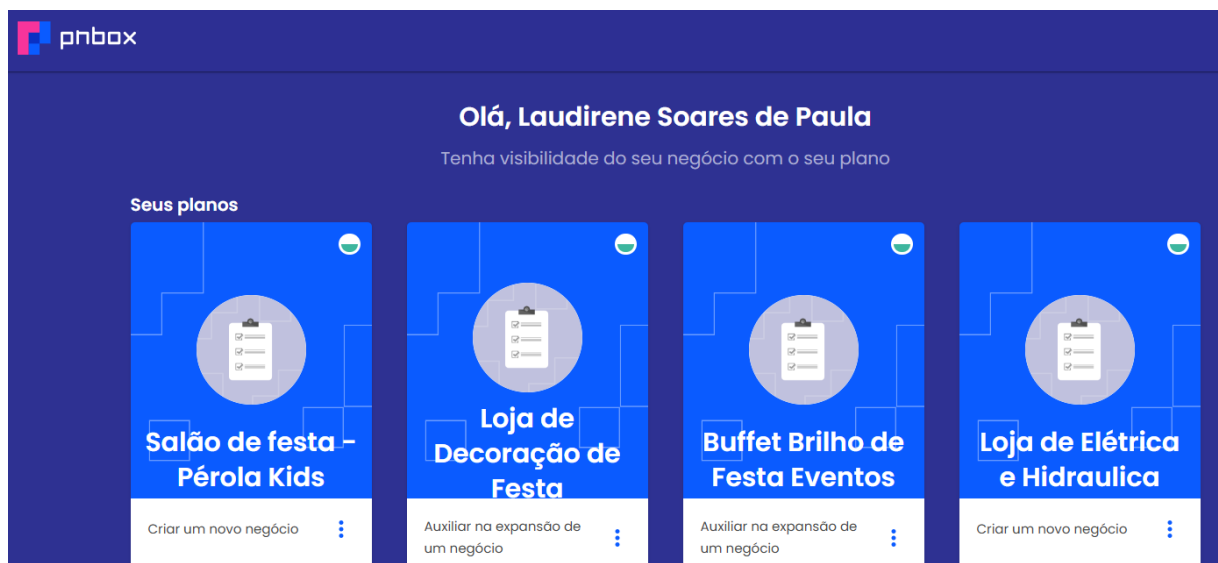 pnbox
Olá, Laudirene Soares de Paula
Tenha visibilidade do seu negócio com o seu plano
Seus planos
Salão de festa -
Pérola Kids
Criar um novo negócio
Loja de
Decoração de
Festa
Auxiliar na expansão de
um negócio
Buffet Brilho de
Festa Eventos
Auxiliar na expansão de
um negócio
Loja de Elétrica
e Hidraulica
Criar um novo negócio